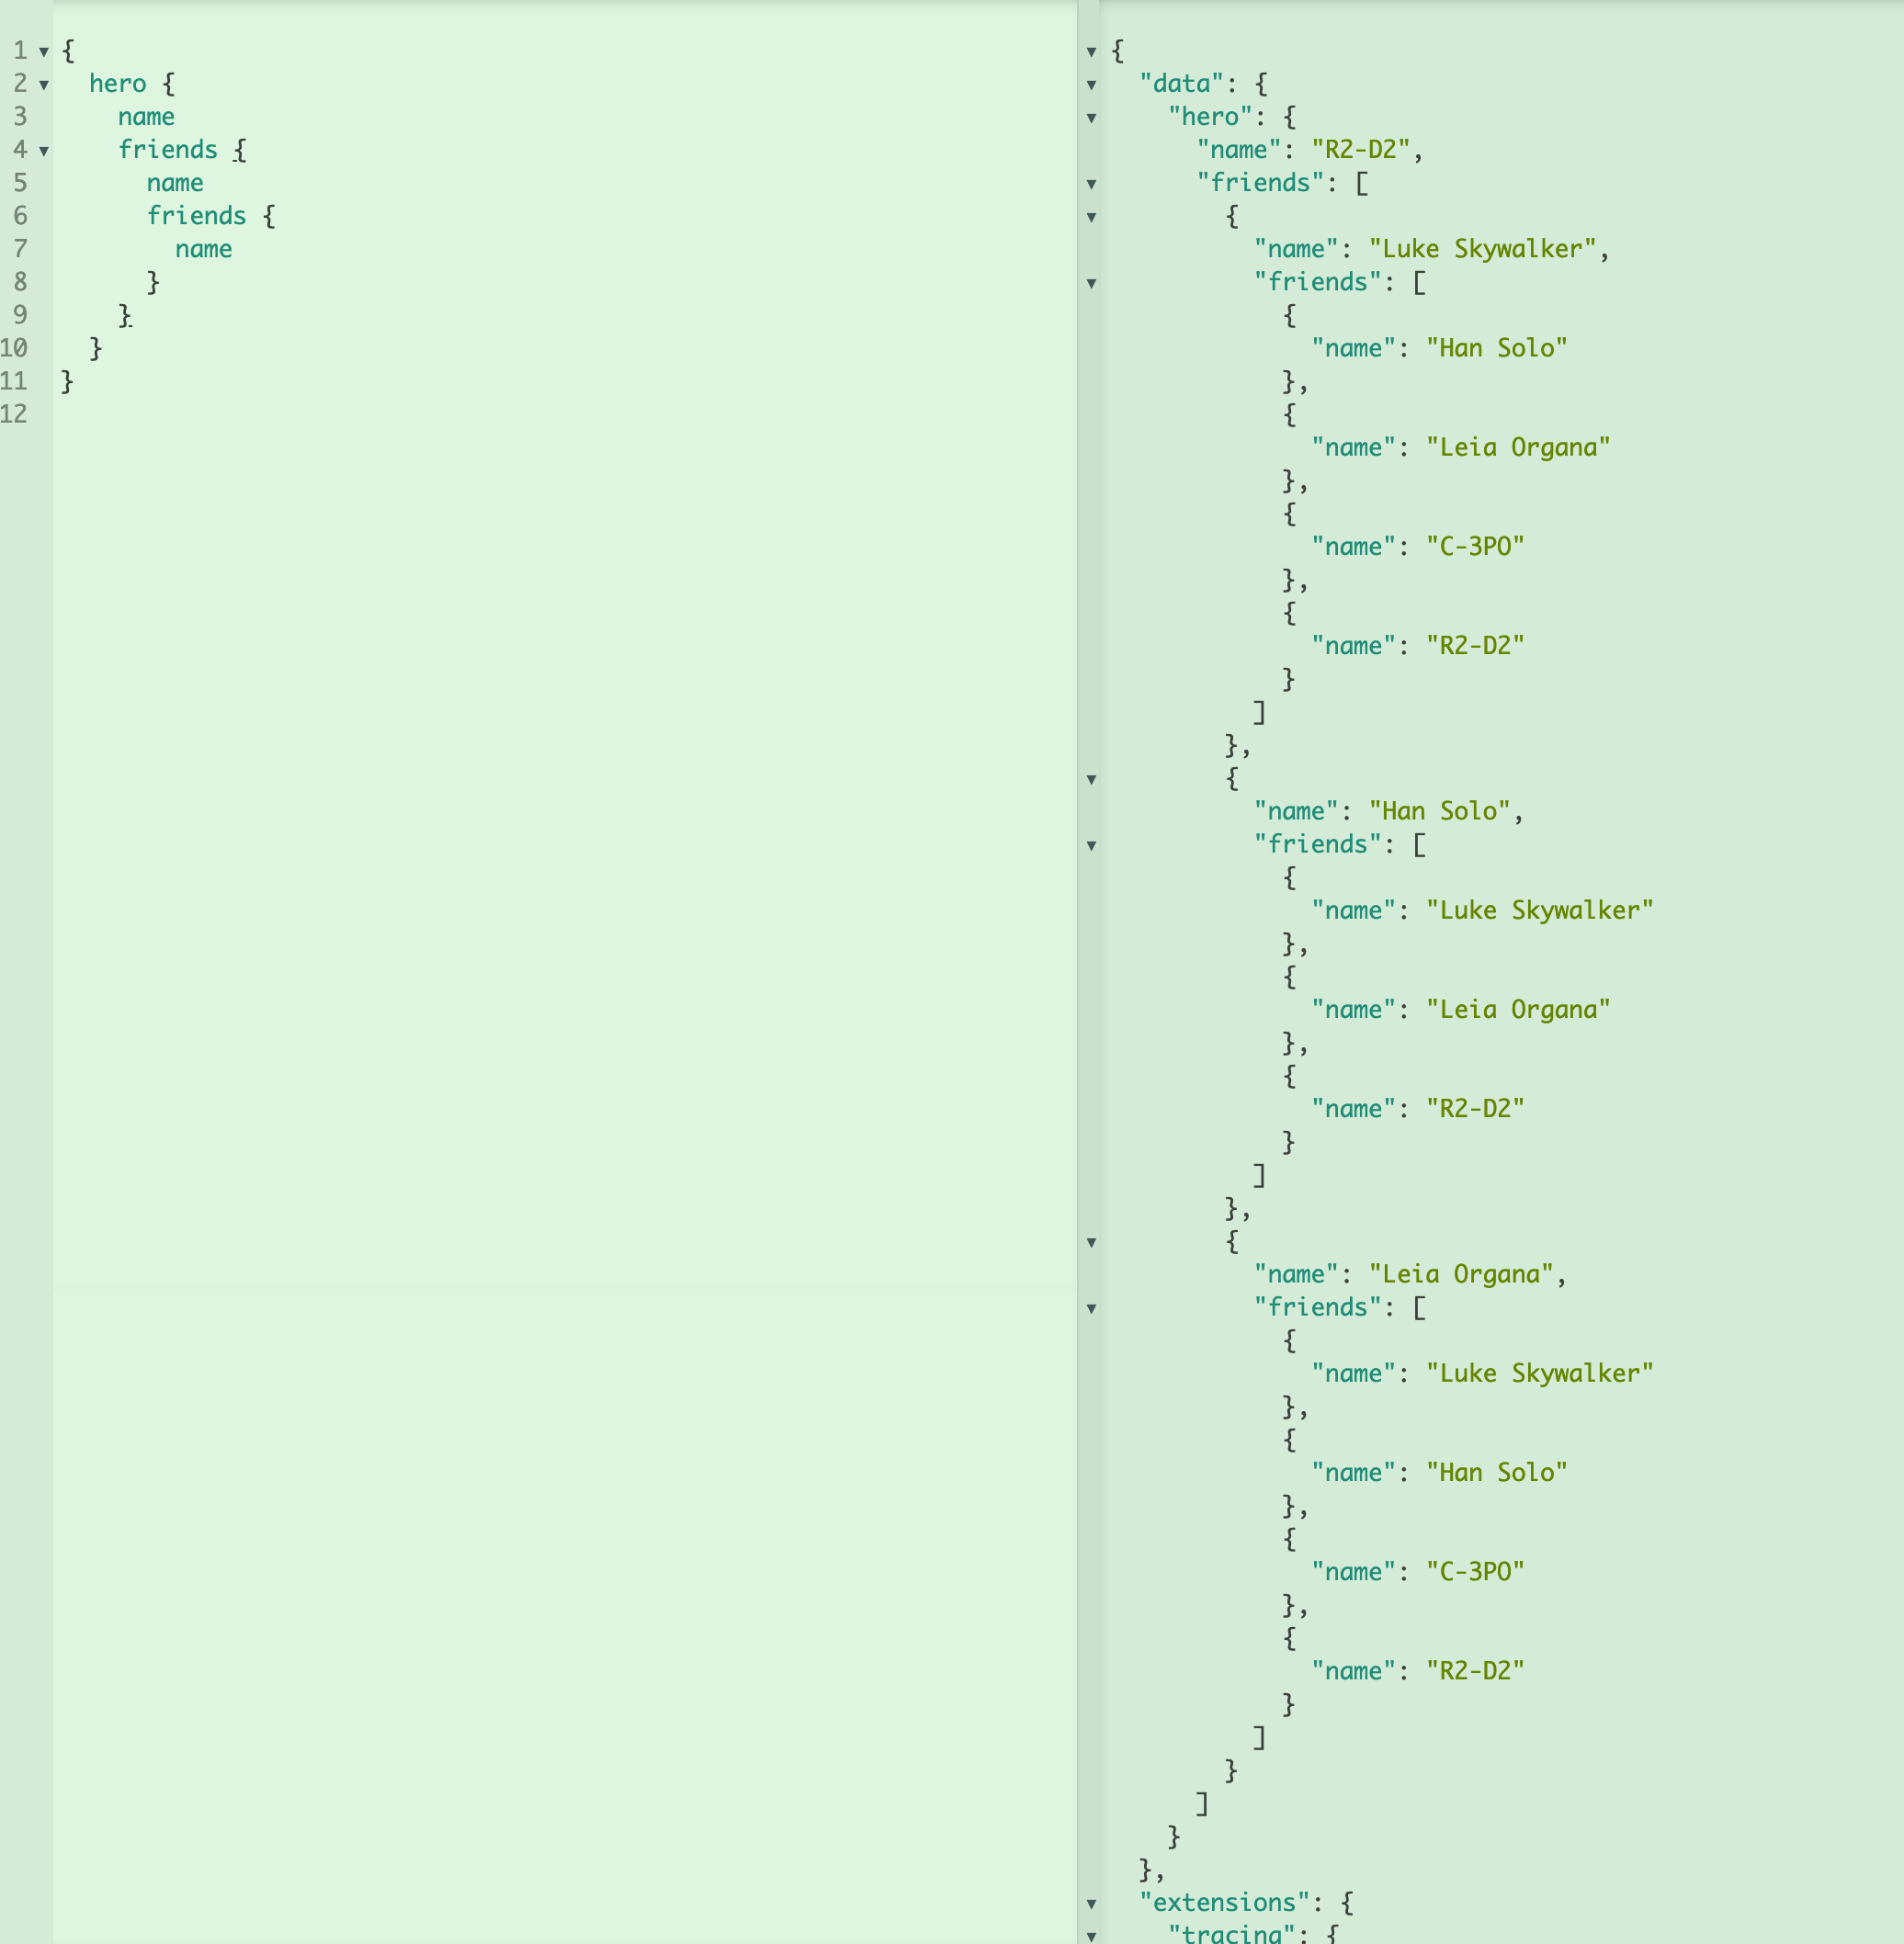 1 {
2   hero {
3     name
4     friends {
5       name
6       friends {
7         name
8       }
9     }
10   }
11 }
12
{
  "data": {
    "hero": {
      "name": "R2-D2",
      "friends": [
        {
          "name": "Luke Skywalker",
          "friends": [
            {
              "name": "Han Solo"
            },
            {
              "name": "Leia Organa"
            },
            {
              "name": "C-3PO"
            },
            {
              "name": "R2-D2"
            }
          ]
        },
        {
          "name": "Han Solo",
          "friends": [
            {
              "name": "Luke Skywalker"
            },
            {
              "name": "Leia Organa"
            },
            {
              "name": "R2-D2"
            }
          ]
        },
        {
          "name": "Leia Organa",
          "friends": [
            {
              "name": "Luke Skywalker"
            },
            {
              "name": "Han Solo"
            },
            {
              "name": "C-3PO"
            },
            {
              "name": "R2-D2"
            }
          ]
        }
      ]
    }
  },
  "extensions": {
    "tracing": {